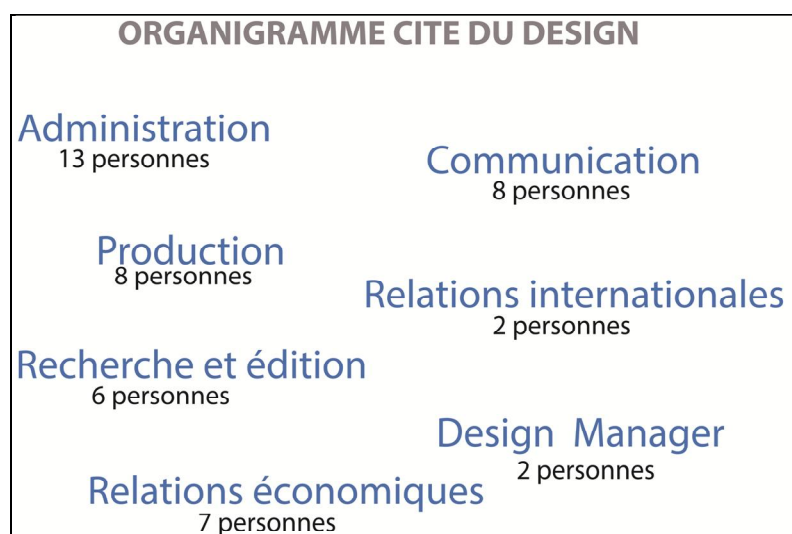 ORGANIGRAMME CITE DU DESIGN
Administration
13 personnes
Communication
8 personnes
Production
8 personnes
Relations internationales
2 personnes
Recherche et édition
6 personnes
Design Manager
2 personnes
Relations économiques
7 personnes